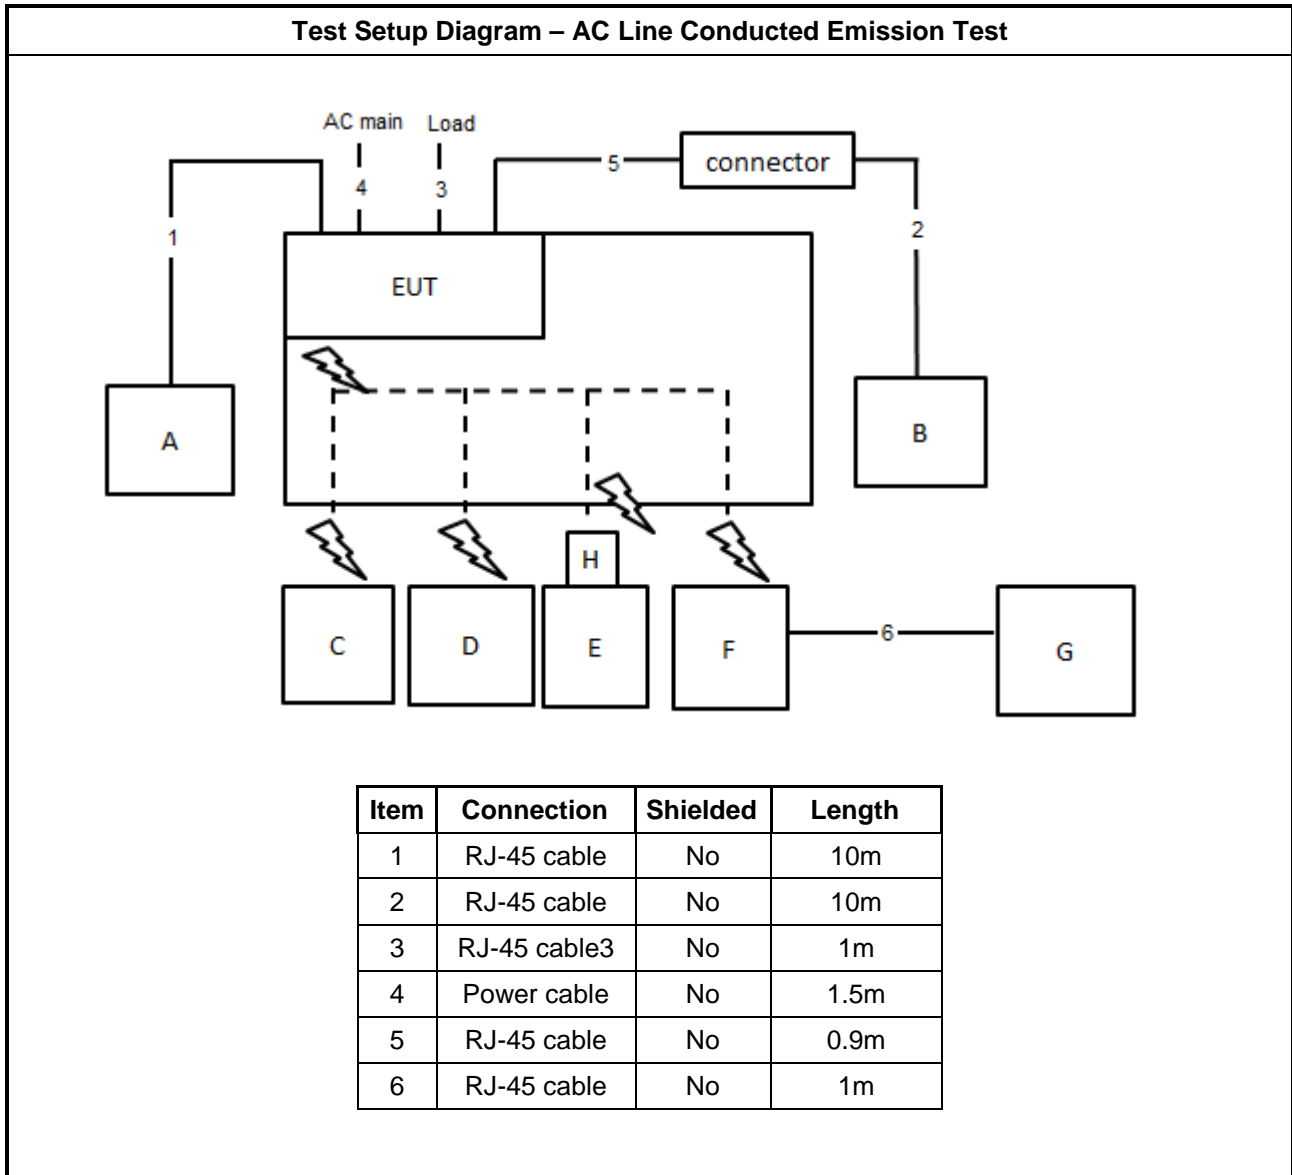 Test Setup Diagram – AC Line Conducted Emission Test
AC main Load
5 connector
4 3
1 2
EUT
A B
H
C D E F 6 G
Item Connection Shielded Length
1 RJ-45 cable No 10m
2 RJ-45 cable No 10m
3 RJ-45 cable3 No 1m
4 Power cable No 1.5m
5 RJ-45 cable No 0.9m
6 RJ-45 cable No 1m